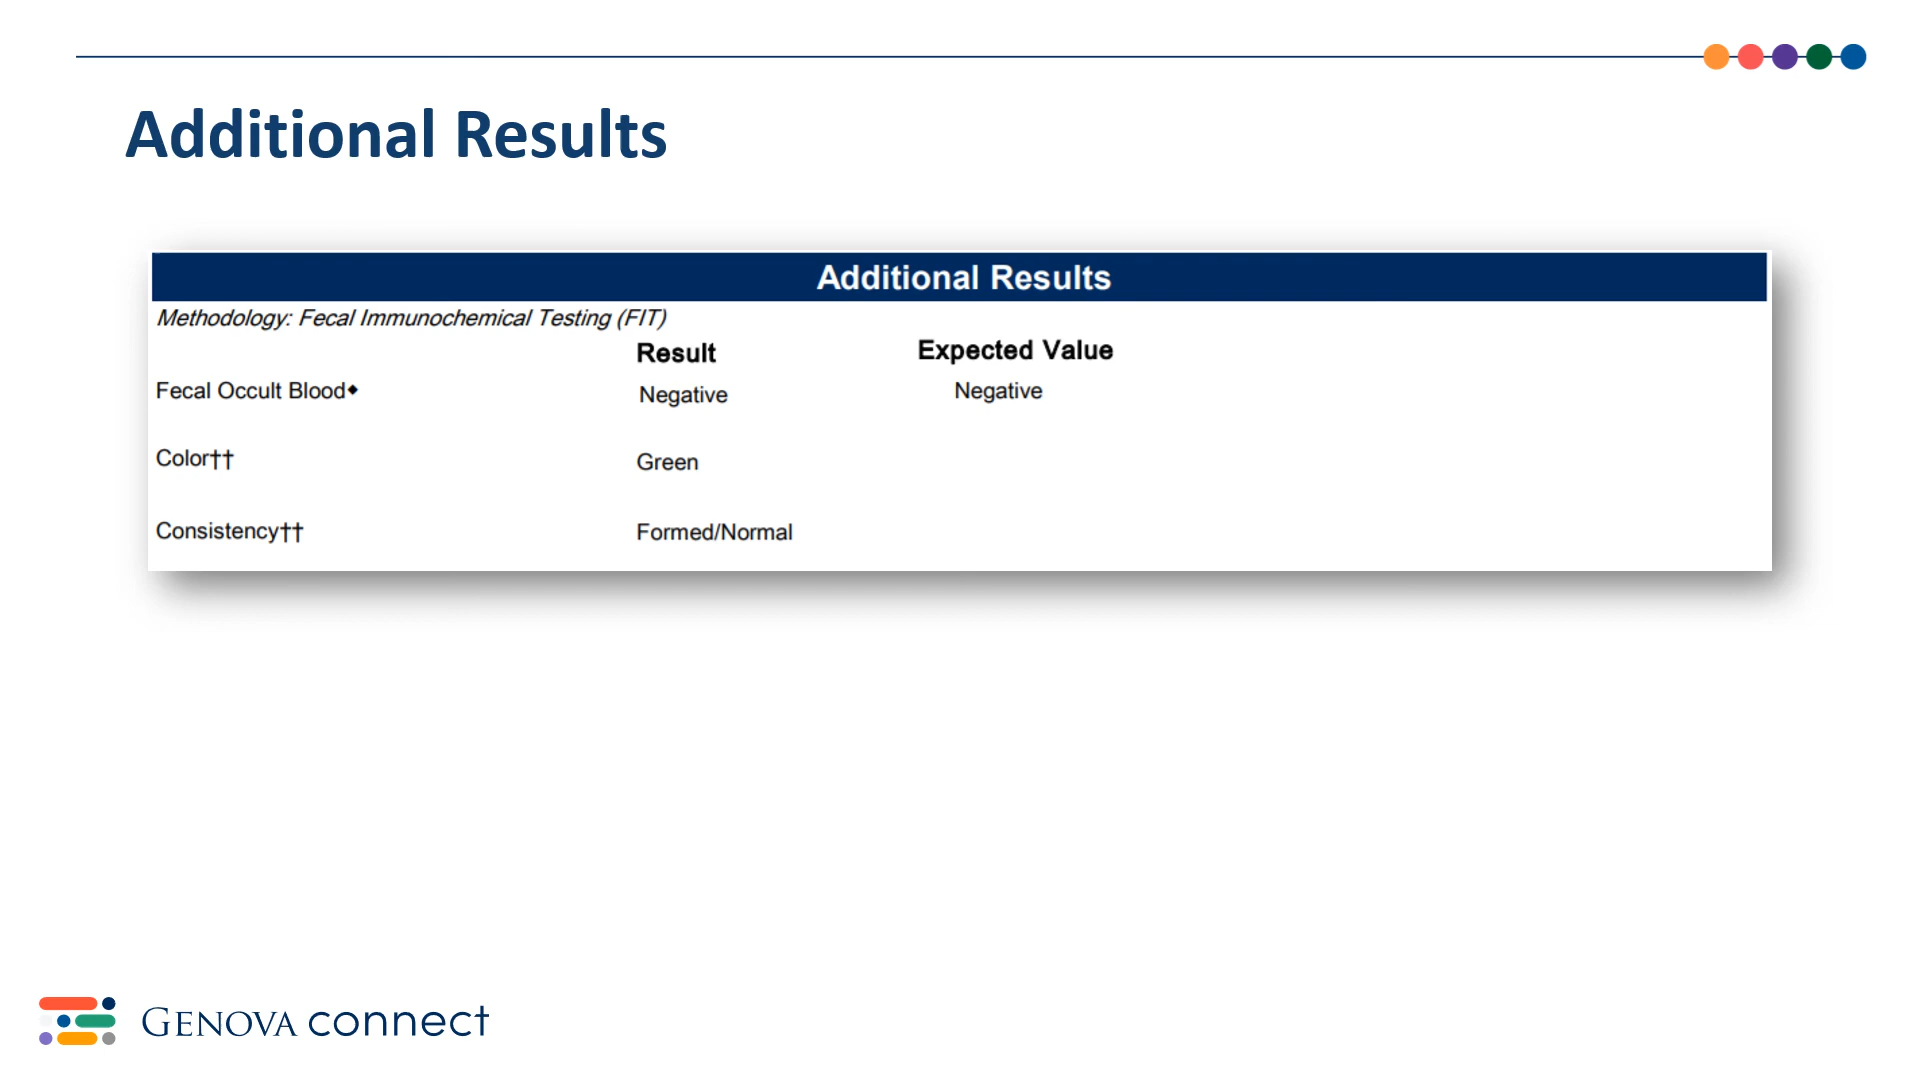 Additional Results
Additional Results
Methodology: Fecal Immunochemical Testing (FIT)
Result Expected Value
Fecal Occult Blood◆ Negative Negative
Color†† Green
Consistency†† Formed/Normal
GENOVA connect